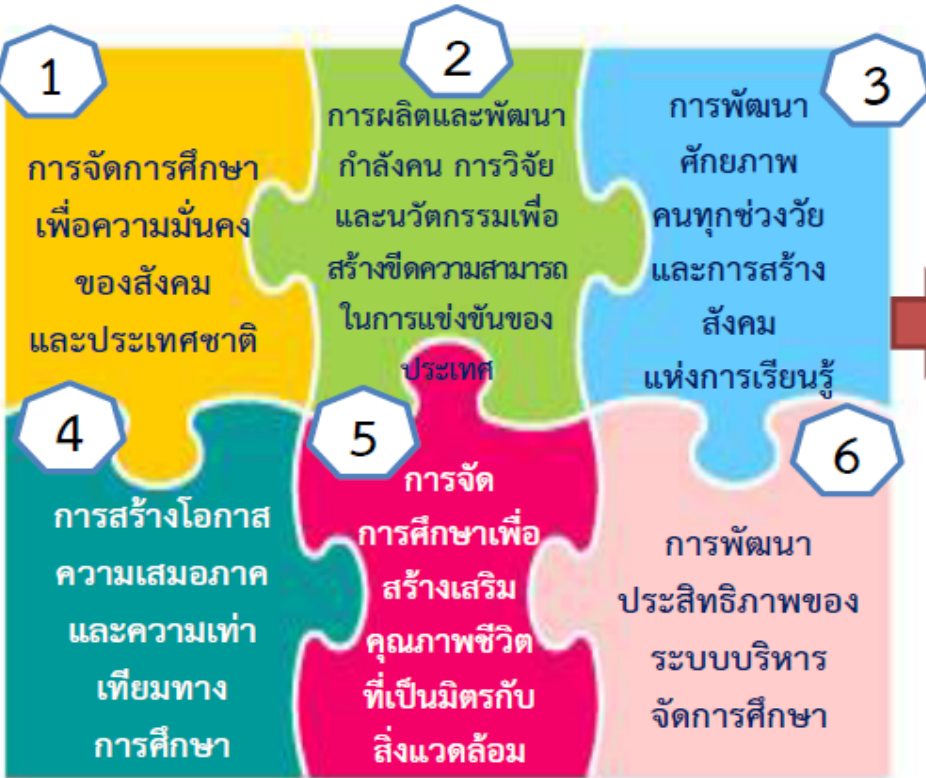 1
การจัดการศึกษา
เพื่อความมั่นคง
ของสังคม
และประเทศชาติ
2
การผลิตและพัฒนา
กำลังคน การวิจัย
และนวัตกรรมเพื่อ
สร้างขีดความสามารถ
ในการแข่งขันของ
ประเทศ
3
การพัฒนา
ศักยภาพ
คนทุกช่วงวัย
และการสร้าง
สังคม
แห่งการเรียนรู้
4
การสร้างโอกาส
ความเสมอภาค
และความเท่า
เทียมทาง
การศึกษา
5
การจัด
การศึกษาเพื่อ
สร้างเสริม
คุณภาพชีวิต
ที่เป็นมิตรกับ
สิ่งแวดล้อม
6
การพัฒนา
ประสิทธิภาพของ
ระบบบริหาร
จัดการศึกษา